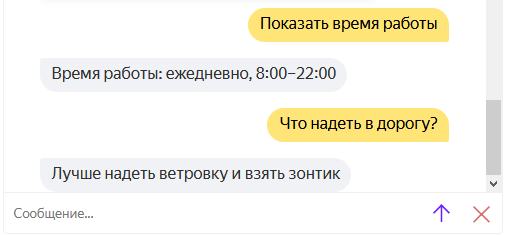 Показать время работы
Время работы: ежедневно, 8:00–22:00
Что надеть в дорогу?
Лучше надеть ветровку и взять зонтик
Сообщение...